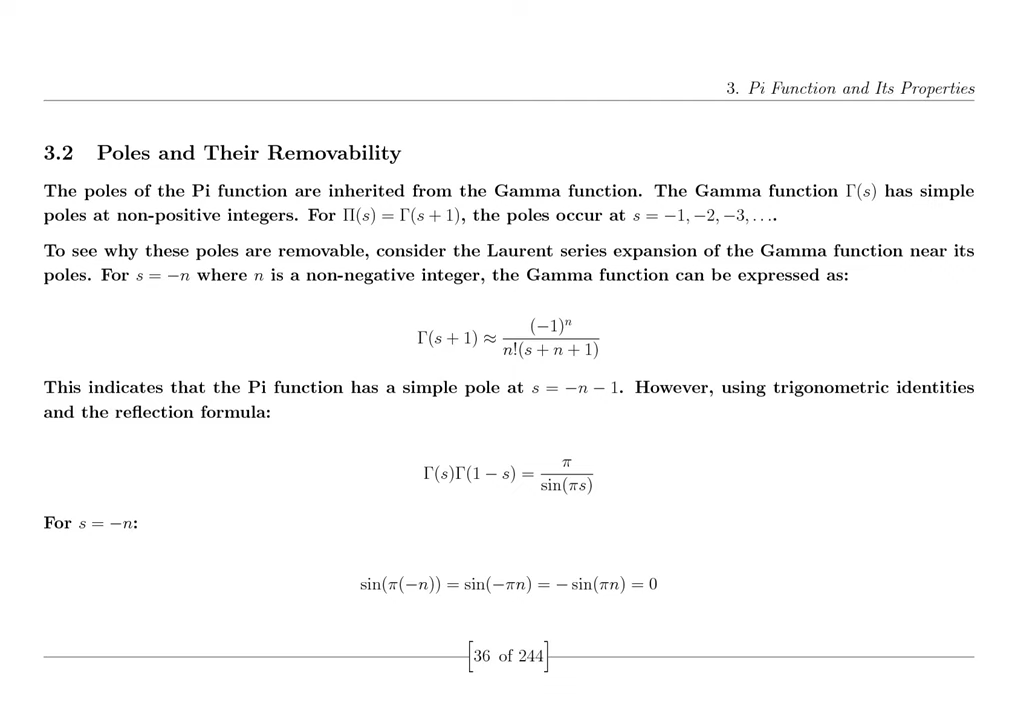 3. Pi Function and Its Properties
3.2 Poles and Their Removability
The poles of the Pi function are inherited from the Gamma function. The Gamma function Γ(s) has simple
poles at non-positive integers. For Π(s) = Γ(s + 1), the poles occur at s = −1, −2, −3, . . ..
To see why these poles are removable, consider the Laurent series expansion of the Gamma function near its
poles. For s = −n where n is a non-negative integer, the Gamma function can be expressed as:
Γ(s + 1) ≈ (−1)ⁿ / n!(s + n + 1)
This indicates that the Pi function has a simple pole at s = −n − 1. However, using trigonometric identities
and the reflection formula:
Γ(s)Γ(1 − s) = π / sin(πs)
For s = −n:
sin(π(−n)) = sin(−πn) = − sin(πn) = 0
[36 of 244]